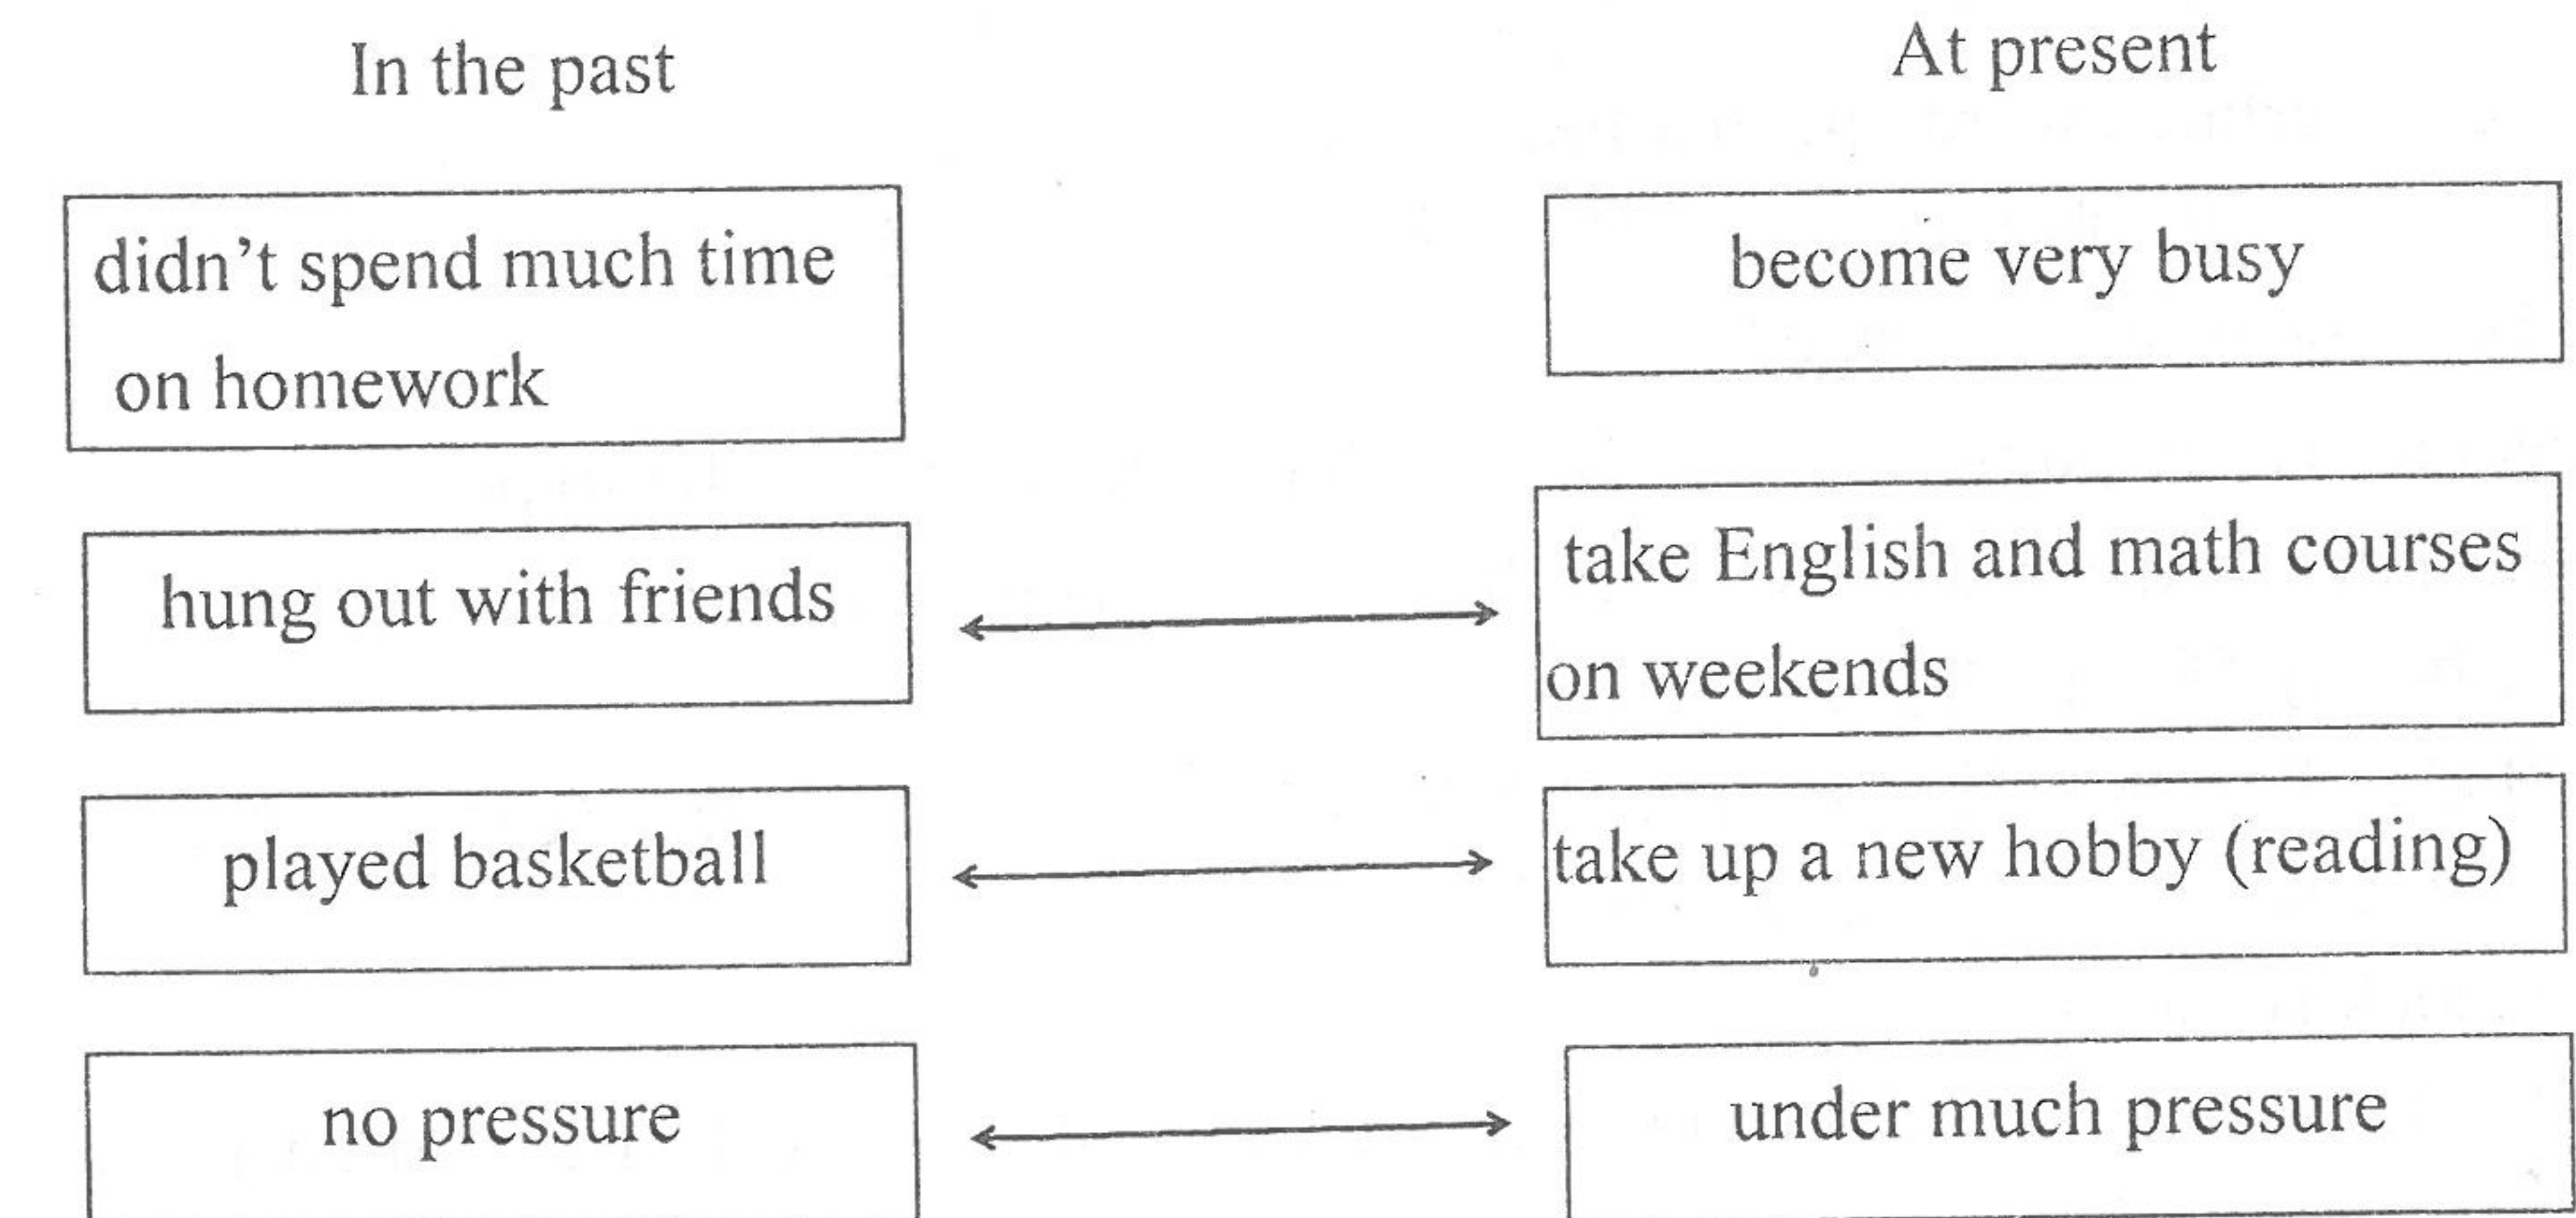 In the past
At present
didn't spend much time
on homework
become very busy
hung out with friends
take English and math courses
on weekends
played basketball
take up a new hobby (reading)
no pressure
under much pressure